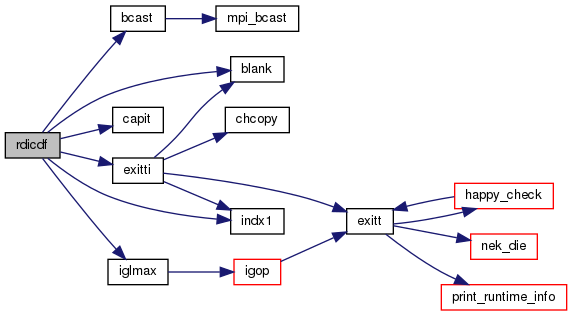 bcast
mpi_bcast
blank
capit
chcopy
rdicdf
exitti
happy_check
indx1
exitt
nek_die
iglmax
igop
print_runtime_info